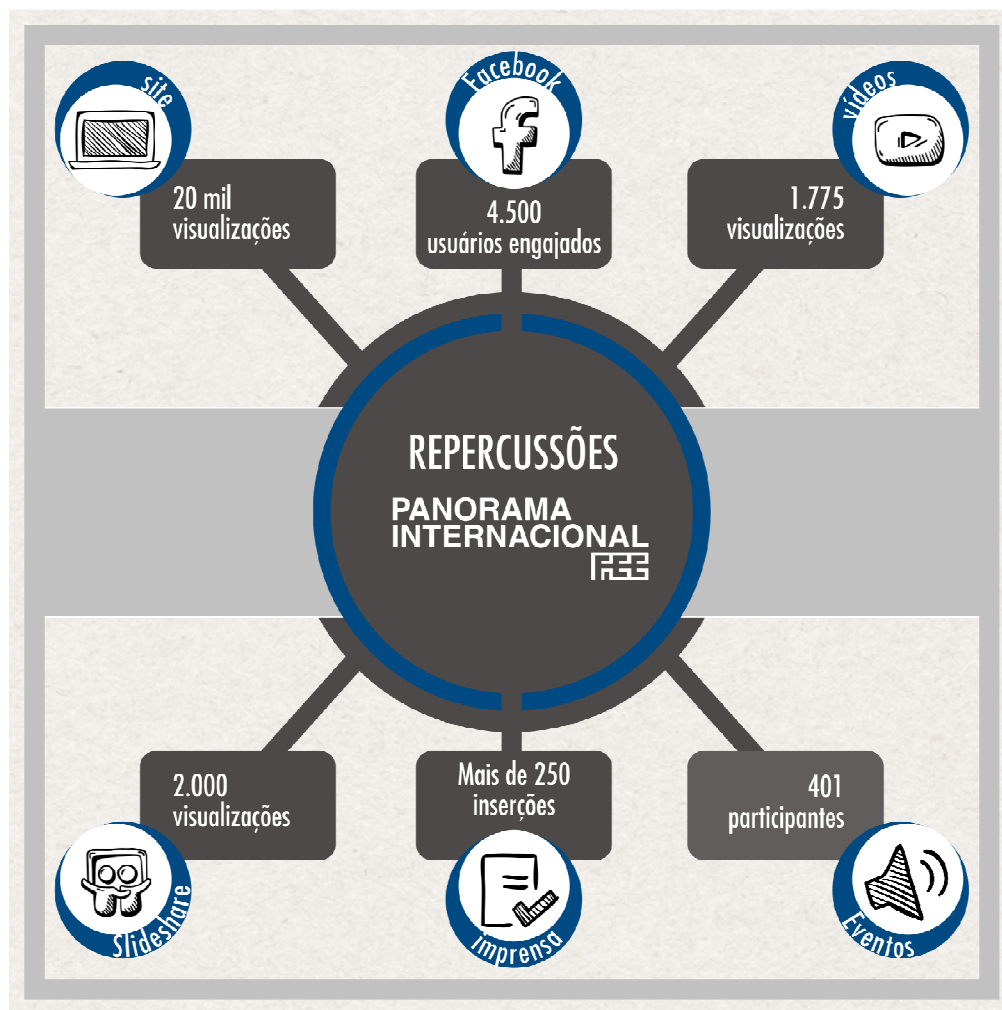 site
20 mil
visualizações
Facebook
4.500
usuários engajados
vídeos
1.775
visualizações
REPERCUSSÕES
PANORAMA
INTERNACIONAL
FEE
2.000
visualizações
Slideshare
Mais de 250
inserções
imprensa
401
participantes
Eventos